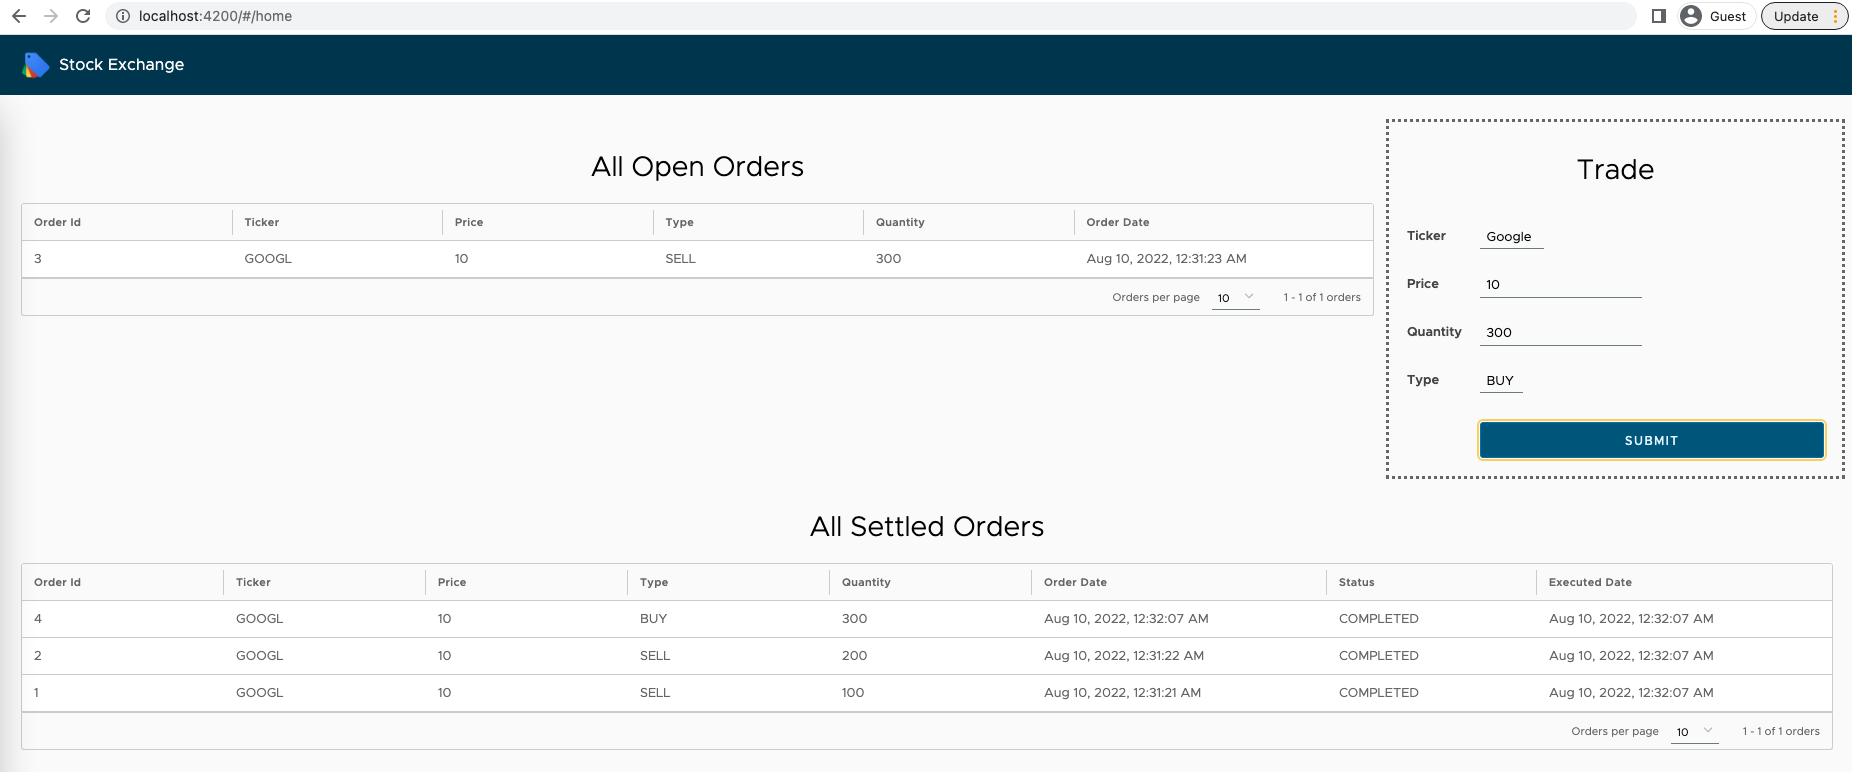 localhost:4200/#/home
Guest
Update
Stock Exchange
All Open Orders
Order Id Ticker Price Type Quantity Order Date
3 GOOGL 10 SELL 300 Aug 10, 2022, 12:31:23 AM
Orders per page 10 1 - 1 of 1 orders
Trade
Ticker Google
Price 10
Quantity 300
Type BUY
SUBMIT
All Settled Orders
Order Id Ticker Price Type Quantity Order Date Status Executed Date
4 GOOGL 10 BUY 300 Aug 10, 2022, 12:32:07 AM COMPLETED Aug 10, 2022, 12:32:07 AM
2 GOOGL 10 SELL 200 Aug 10, 2022, 12:31:22 AM COMPLETED Aug 10, 2022, 12:32:07 AM
1 GOOGL 10 SELL 100 Aug 10, 2022, 12:31:21 AM COMPLETED Aug 10, 2022, 12:32:07 AM
Orders per page 10 1 - 1 of 1 orders